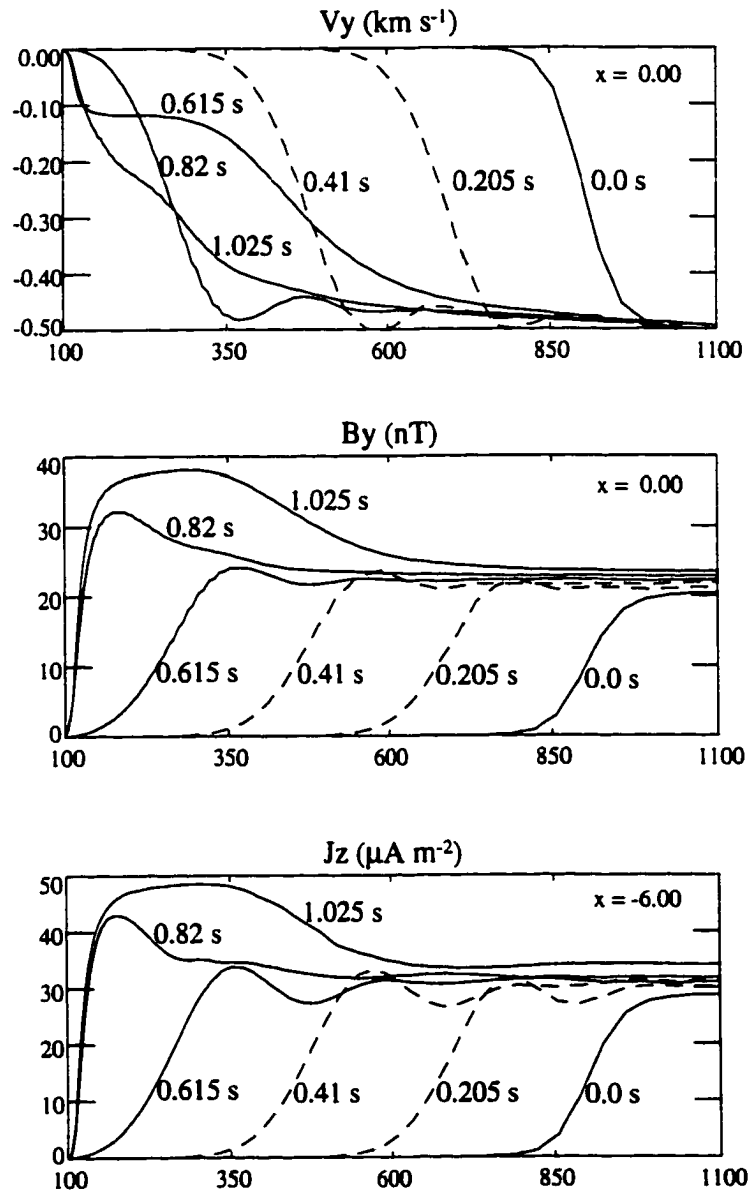 Vy (km s⁻¹)
0.00
-0.10
-0.20
-0.30
-0.40
-0.50
x = 0.00
0.615 s
0.82 s
0.41 s
0.205 s
0.0 s
1.025 s
100 350 600 850 1100
By (nT)
40
30
20
10
0
x = 0.00
1.025 s
0.82 s
0.615 s
0.41 s
0.205 s
0.0 s
100 350 600 850 1100
Jz (μA m⁻²)
50
40
30
20
10
0
x = -6.00
1.025 s
0.82 s
0.615 s
0.41 s
0.205 s
0.0 s
100 350 600 850 1100